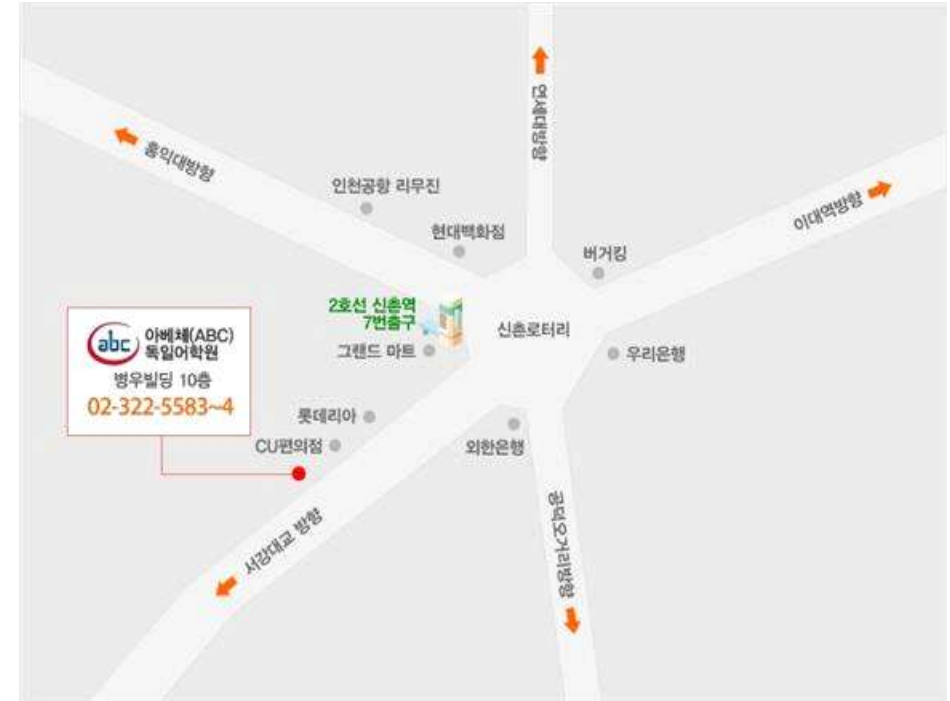 연세대방향
홍익대방향
인천공항 리무진
이대역방향
현대백화점
버거킹
2호선 신촌역
7번출구
신촌로터리
abc 아베체(ABC)
독일어학원
병우빌딩 10층
02-322-5583~4
그랜드 마트
우리은행
롯데리아
CU편의점
외한은행
서강대교 방향
공덕오거리방향